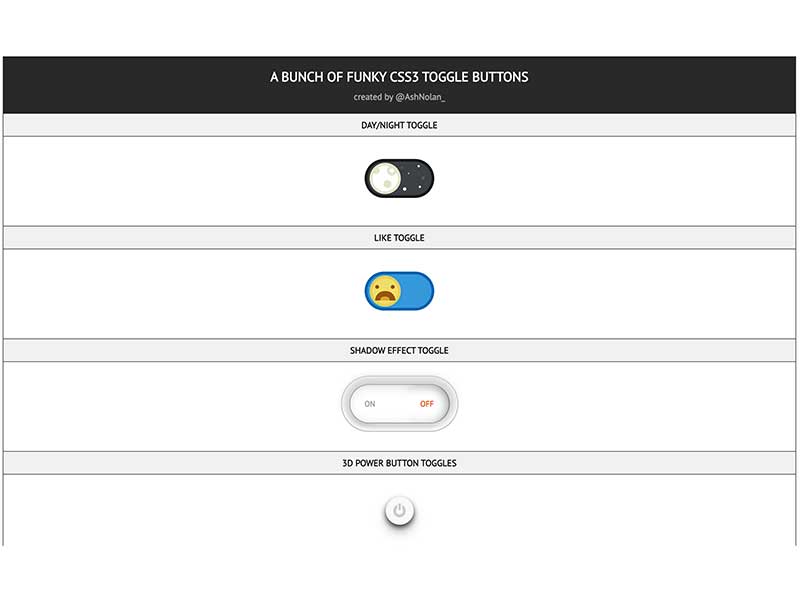 A BUNCH OF FUNKY CSS3 TOGGLE BUTTONS
created by @AshNolan_
DAY/NIGHT TOGGLE
LIKE TOGGLE
SHADOW EFFECT TOGGLE
ON OFF
3D POWER BUTTON TOGGLES